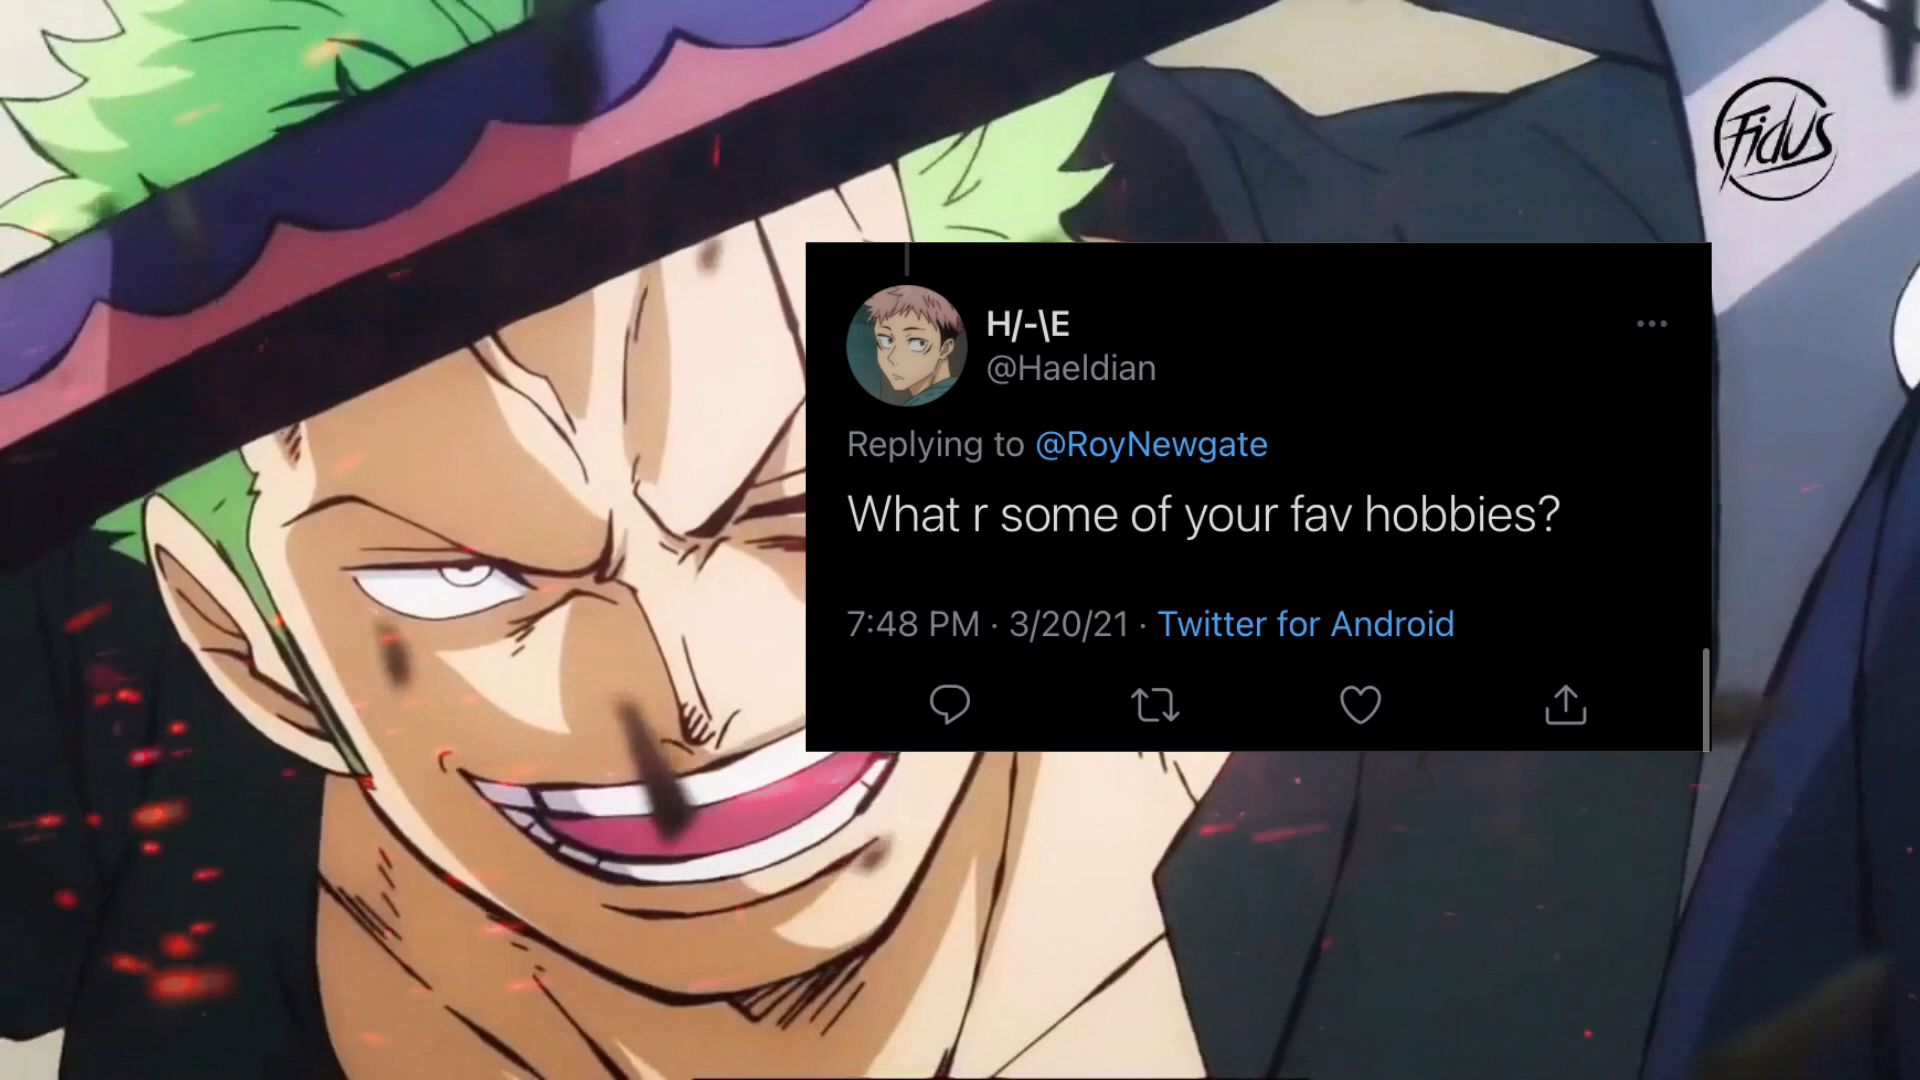 Fidus
H/-\E
@Haeldian
Replying to @RoyNewgate
What r some of your fav hobbies?
7:48 PM · 3/20/21 · Twitter for Android